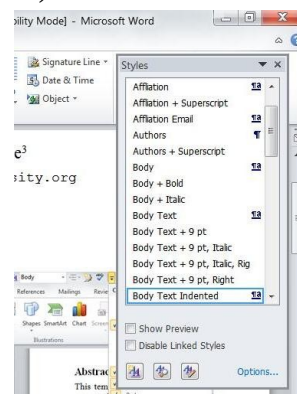 bility Mode] - Microsoft Word
Signature Line
Date & Time
Object
Styles
Affliation
Affliation + Superscript
Affliation Email
Authors
Authors + Superscript
Body
Body + Bold
Body + Italic
Body Text
Body Text + 9 pt
Body Text + 9 pt, Italic
Body Text + 9 pt, Italic, Rig
Body Text + 9 pt, Right
Body Text Indented
Show Preview
Disable Linked Styles
Options...
e3
sity.org
Body
References Mailings Revie
Shapes SmartArt Chart Screen
Illustrations
Abstrac
This tem